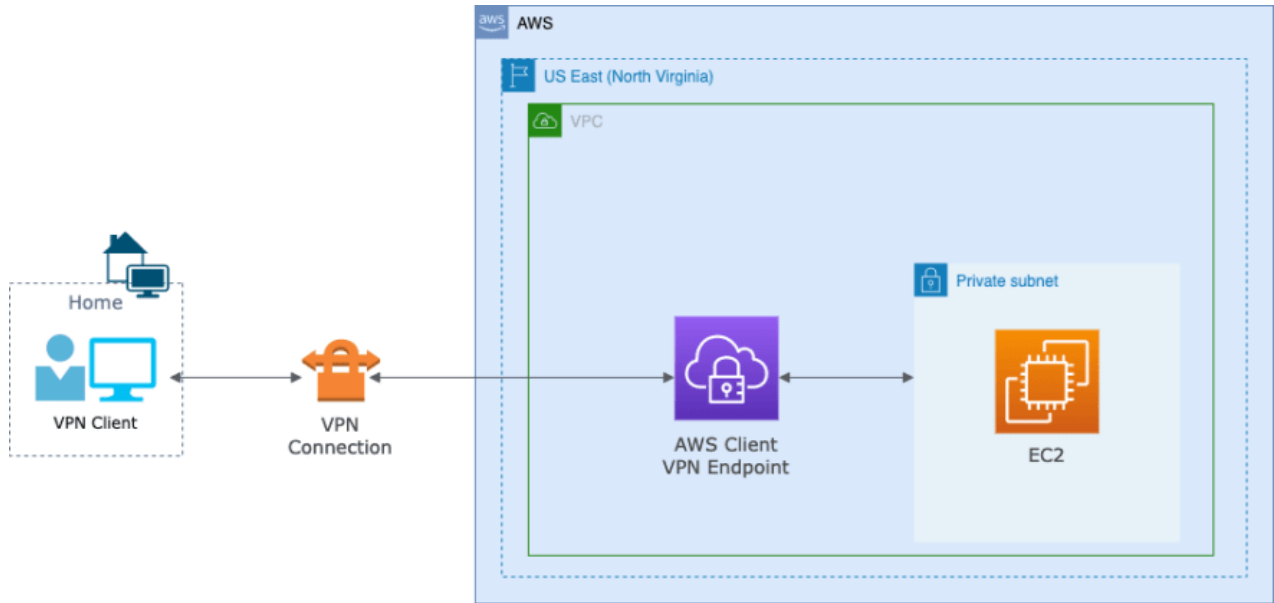 aws
AWS
US East (North Virginia)
VPC
Private subnet
Home
VPN Client
VPN
Connection
AWS Client
VPN Endpoint
EC2